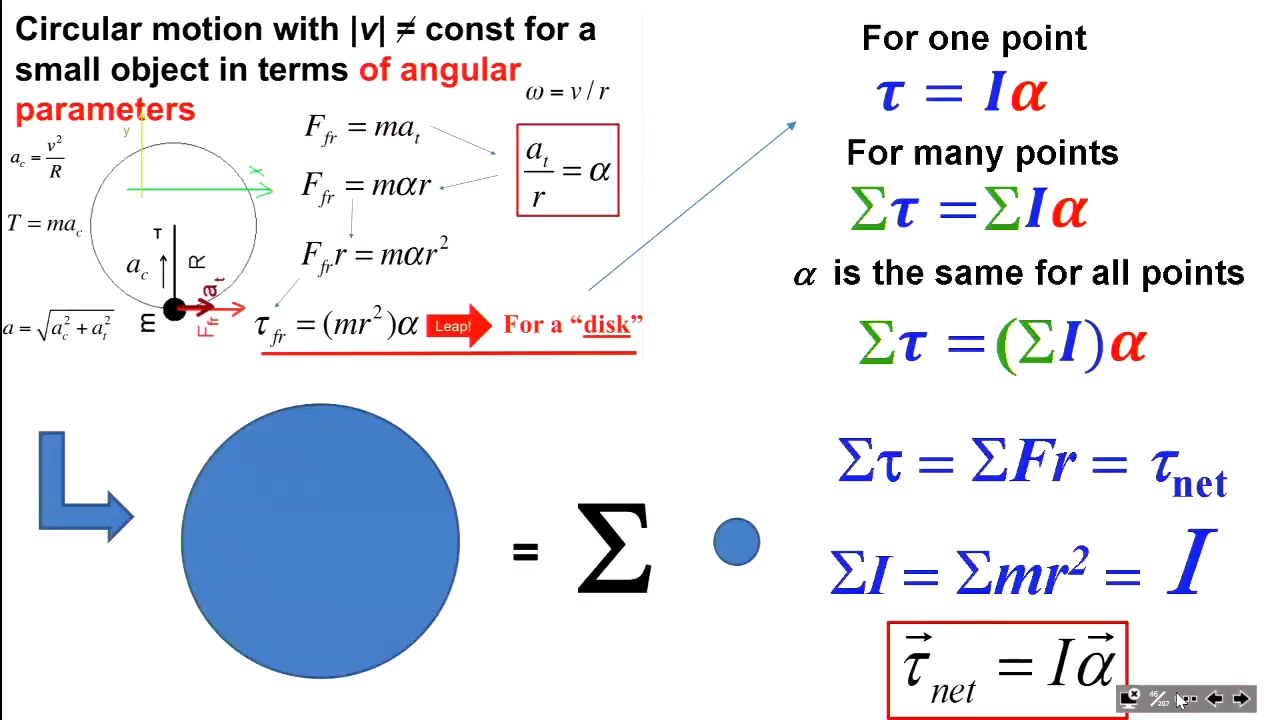 Circular motion with |v| ≠ const for a
small object in terms of angular
parameters
ω = v / r
y
a_c = v²/R
F_fr = ma_t
a_t/r = α
x
F_fr = mαr
T = ma_c
T
F_fr r = mαr²
a_c
R
a_t
m
F_fr
a = √(a_c² + a_t²)
τ_fr = (mr²)α
Leap!
For a “disk”
= Σ
For one point
τ = Iα
For many points
Στ = ΣIα
α is the same for all points
Στ = (ΣI)α
Στ = ΣFr = τ_net
ΣI = Σmr² = I
τ⃗_net = Iα⃗
46/207